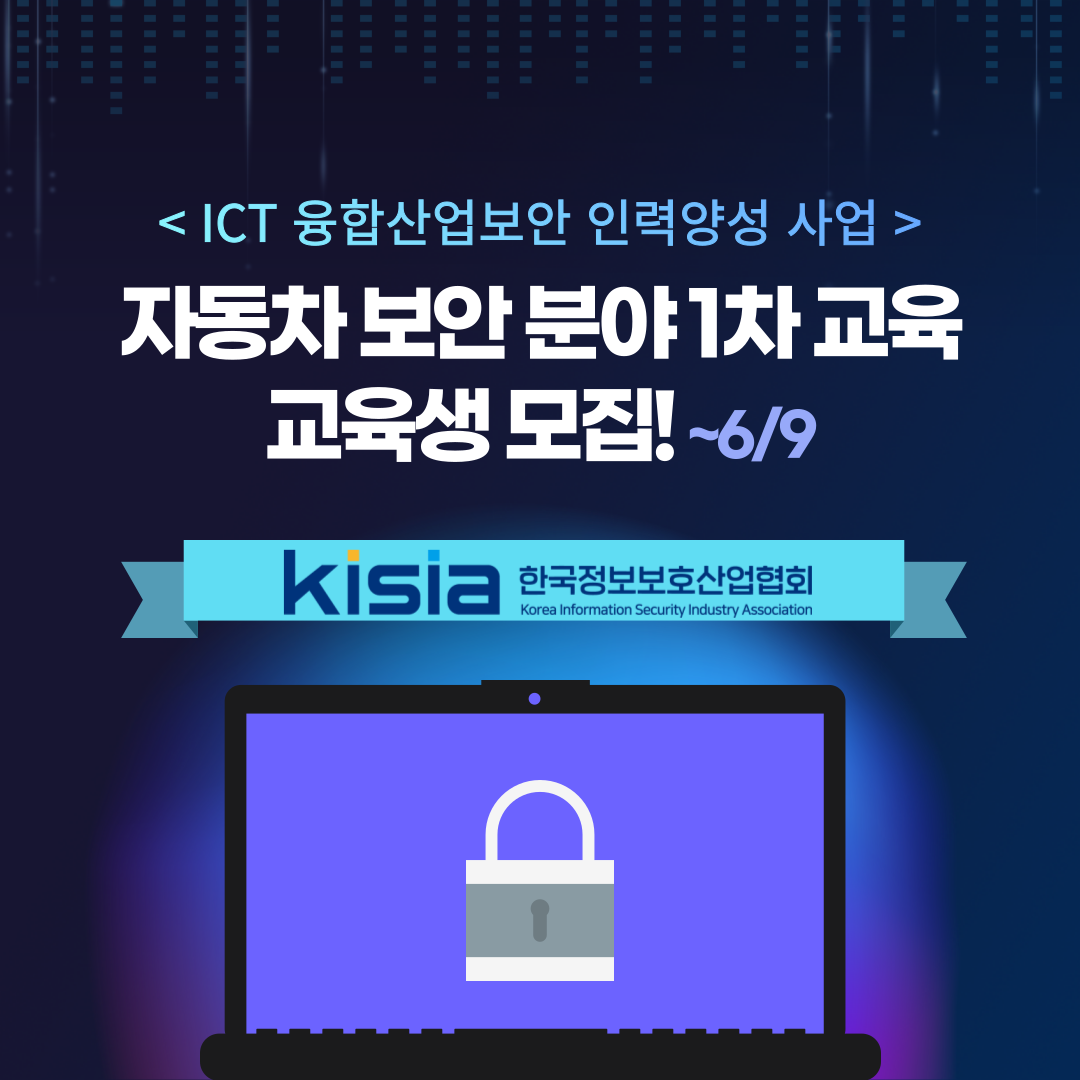 < ICT 융합산업보안 인력양성 사업 >
자동차 보안 분야 1차 교육
교육생 모집! ~6/9
kisia 한국정보보호산업협회
Korea Information Security Industry Association